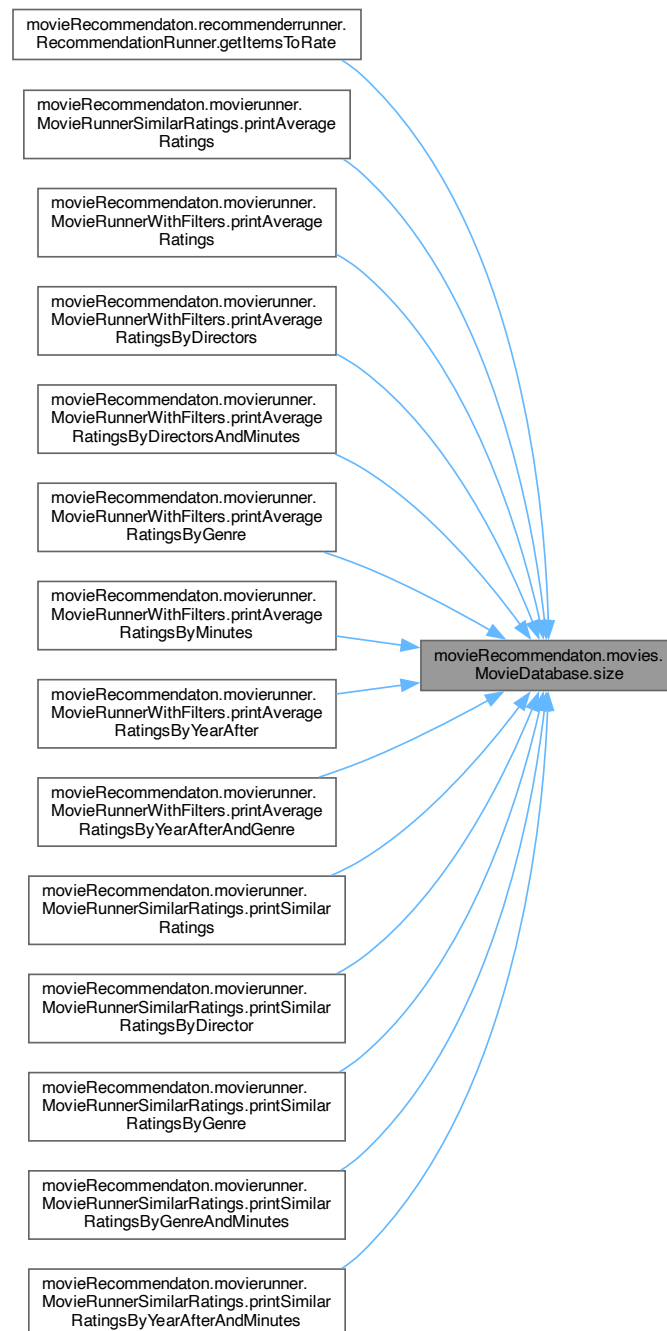 movieRecommendaton.recommenderrunner.
RecommendationRunner.getItemsToRate
movieRecommendaton.movierunner.
MovieRunnerSimilarRatings.printAverage
Ratings
movieRecommendaton.movierunner.
MovieRunnerWithFilters.printAverage
Ratings
movieRecommendaton.movierunner.
MovieRunnerWithFilters.printAverage
RatingsByDirectors
movieRecommendaton.movierunner.
MovieRunnerWithFilters.printAverage
RatingsByDirectorsAndMinutes
movieRecommendaton.movierunner.
MovieRunnerWithFilters.printAverage
RatingsByGenre
movieRecommendaton.movierunner.
MovieRunnerWithFilters.printAverage
RatingsByMinutes
movieRecommendaton.movies.
MovieDatabase.size
movieRecommendaton.movierunner.
MovieRunnerWithFilters.printAverage
RatingsByYearAfter
movieRecommendaton.movierunner.
MovieRunnerWithFilters.printAverage
RatingsByYearAfterAndGenre
movieRecommendaton.movierunner.
MovieRunnerSimilarRatings.printSimilar
Ratings
movieRecommendaton.movierunner.
MovieRunnerSimilarRatings.printSimilar
RatingsByDirector
movieRecommendaton.movierunner.
MovieRunnerSimilarRatings.printSimilar
RatingsByGenre
movieRecommendaton.movierunner.
MovieRunnerSimilarRatings.printSimilar
RatingsByGenreAndMinutes
movieRecommendaton.movierunner.
MovieRunnerSimilarRatings.printSimilar
RatingsByYearAfterAndMinutes